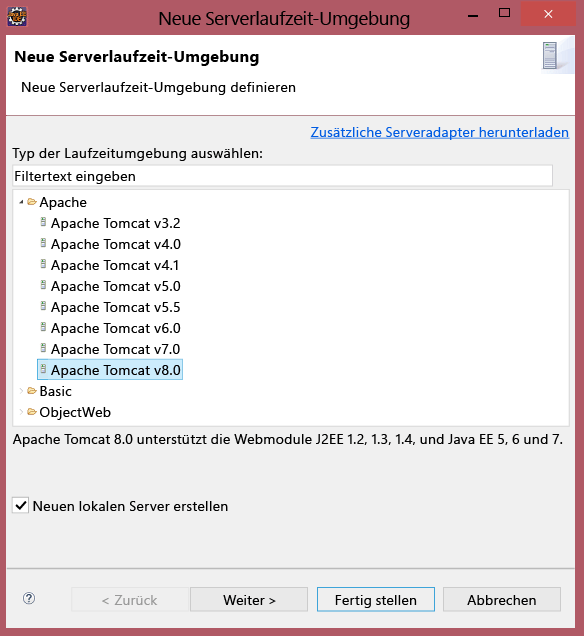 Neue Serverlaufzeit-Umgebung
Neue Serverlaufzeit-Umgebung
Neue Serverlaufzeit-Umgebung definieren
Zusätzliche Serveradapter herunterladen
Typ der Laufzeitumgebung auswählen:
Filtertext eingeben
Apache
Apache Tomcat v3.2
Apache Tomcat v4.0
Apache Tomcat v4.1
Apache Tomcat v5.0
Apache Tomcat v5.5
Apache Tomcat v6.0
Apache Tomcat v7.0
Apache Tomcat v8.0
Basic
ObjectWeb
Apache Tomcat 8.0 unterstützt die Webmodule J2EE 1.2, 1.3, 1.4, und Java EE 5, 6 und 7.
Neuen lokalen Server erstellen
? < Zurück Weiter > Fertig stellen Abbrechen